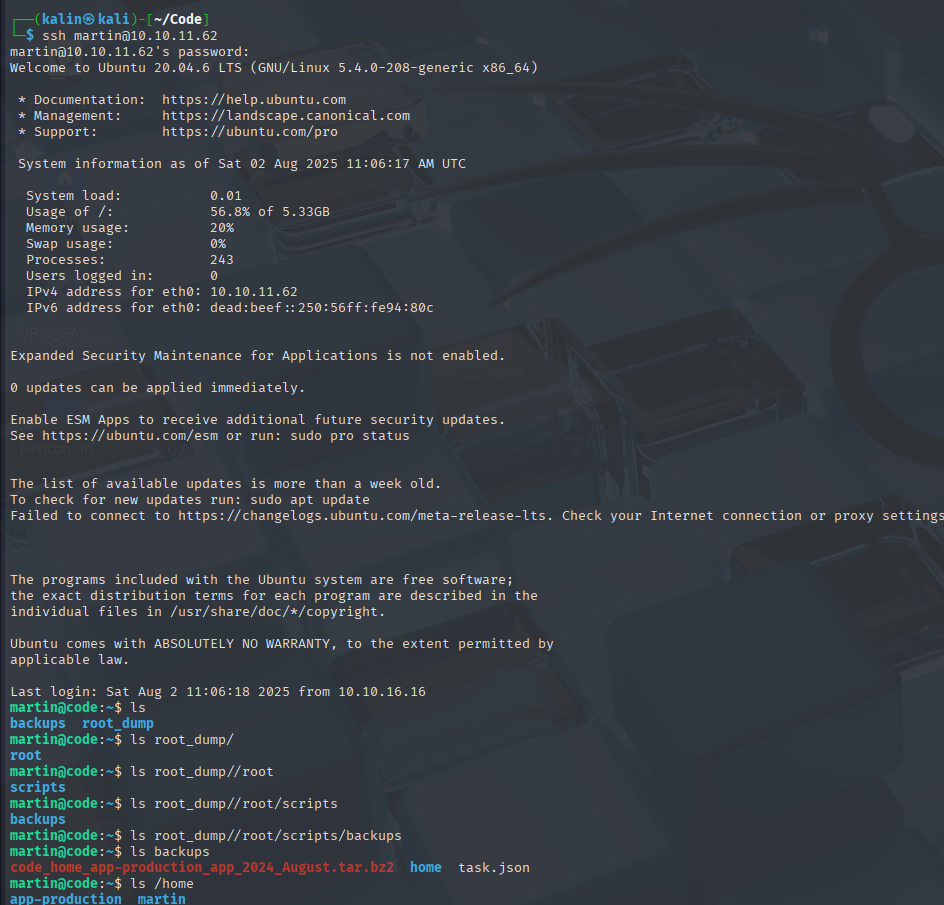 (kalin㉿kali)-[~/Code]
$ ssh martin@10.10.11.62
martin@10.10.11.62's password:
Welcome to Ubuntu 20.04.6 LTS (GNU/Linux 5.4.0-208-generic x86_64)
* Documentation:  https://help.ubuntu.com
* Management:     https://landscape.canonical.com
* Support:        https://ubuntu.com/pro
System information as of Sat 02 Aug 2025 11:06:17 AM UTC
System load:           0.01
Usage of /:            56.8% of 5.33GB
Memory usage:          20%
Swap usage:            0%
Processes:             243
Users logged in:       0
IPv4 address for eth0: 10.10.11.62
IPv6 address for eth0: dead:beef::250:56ff:fe94:80c
Expanded Security Maintenance for Applications is not enabled.
0 updates can be applied immediately.
Enable ESM Apps to receive additional future security updates.
See https://ubuntu.com/esm or run: sudo pro status
The list of available updates is more than a week old.
To check for new updates run: sudo apt update
Failed to connect to https://changelogs.ubuntu.com/meta-release-lts. Check your Internet connection or proxy settings
The programs included with the Ubuntu system are free software;
the exact distribution terms for each program are described in the
individual files in /usr/share/doc/*/copyright.
Ubuntu comes with ABSOLUTELY NO WARRANTY, to the extent permitted by
applicable law.
Last login: Sat Aug 2 11:06:18 2025 from 10.10.16.16
martin@code:~$ ls
backups  root_dump
martin@code:~$ ls root_dump/
root
martin@code:~$ ls root_dump//root
scripts
martin@code:~$ ls root_dump//root/scripts
backups
martin@code:~$ ls root_dump//root/scripts/backups
martin@code:~$ ls backups
code_home_app-production_app_2024_August.tar.bz2  home  task.json
martin@code:~$ ls /home
app-production  martin